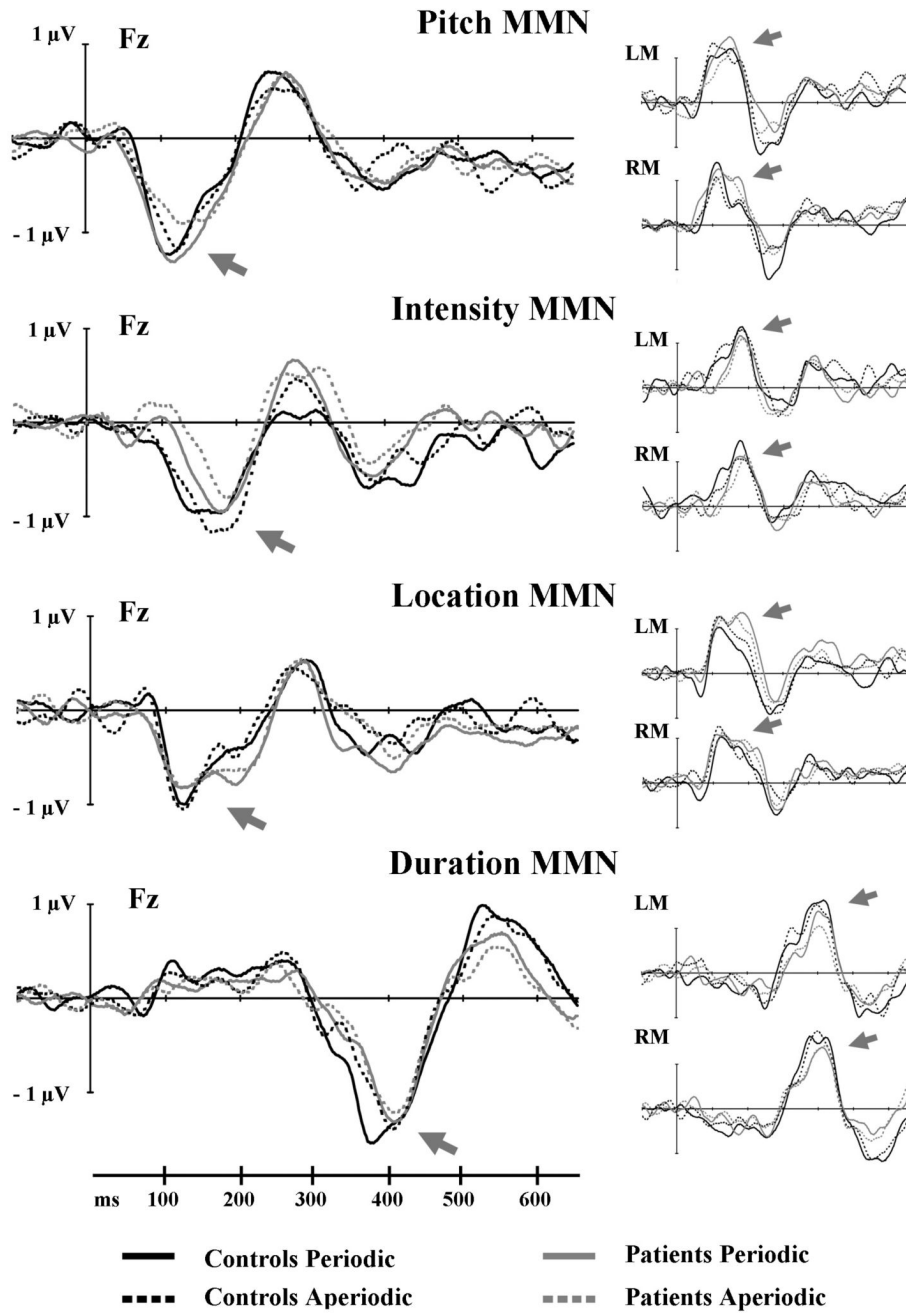 Pitch MMN
1 µV
Fz
- 1 µV
LM
RM
Intensity MMN
1 µV
Fz
- 1 µV
LM
RM
Location MMN
1 µV
Fz
- 1 µV
LM
RM
Duration MMN
1 µV
Fz
- 1 µV
LM
RM
ms 100 200 300 400 500 600
Controls Periodic Patients Periodic
Controls Aperiodic Patients Aperiodic